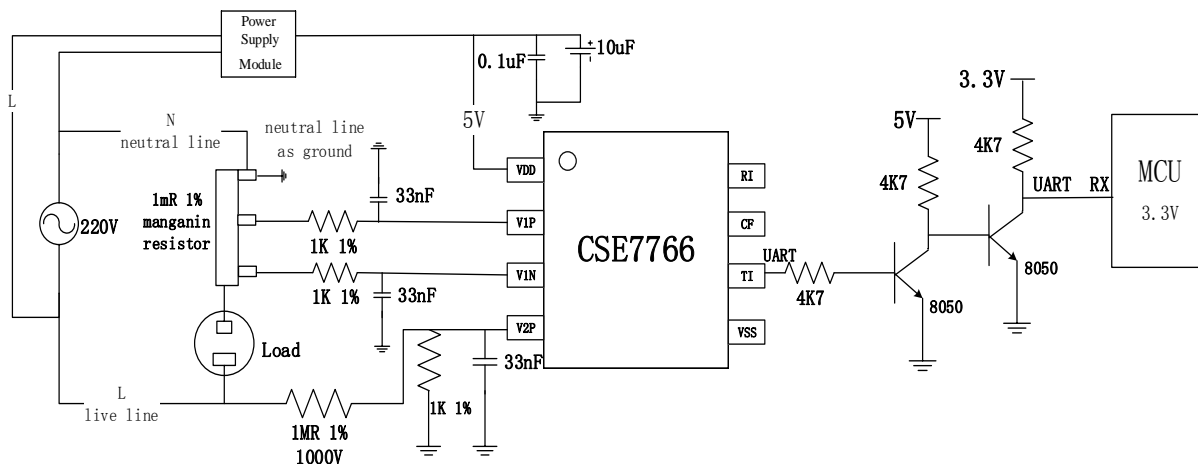 Power
Supply
Module
0.1uF
+
10uF
3.3V
L
N
neutral line
neutral line
as ground
5V
5V
4K7
4K7
1mR 1%
manganin
resistor
220V
33nF
1K 1%
1K 1%
33nF
VDD
V1P
V1N
V2P
CSE7766
RI
CF
TI
VSS
UART
4K7
8050
8050
UART RX
MCU
3.3V
Load
33nF
1K 1%
L
live line
1MR 1%
1000V